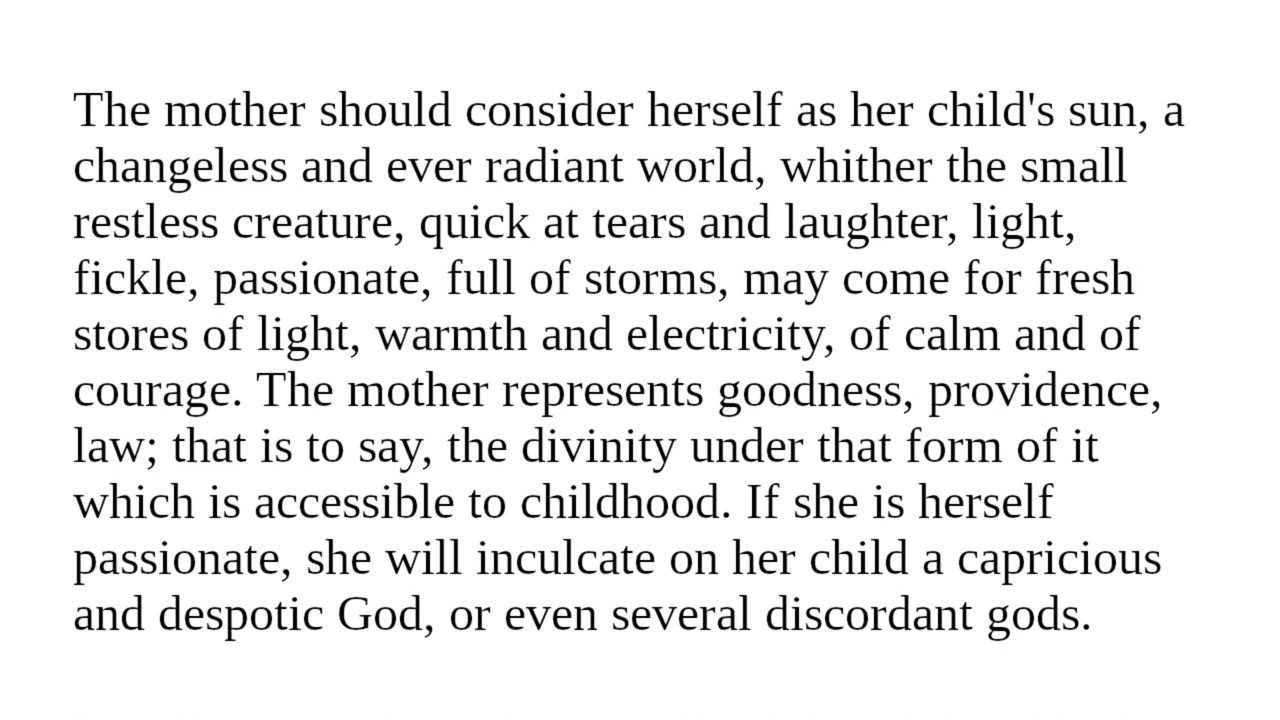 The mother should consider herself as her child's sun, a
changeless and ever radiant world, whither the small
restless creature, quick at tears and laughter, light,
fickle, passionate, full of storms, may come for fresh
stores of light, warmth and electricity, of calm and of
courage. The mother represents goodness, providence,
law; that is to say, the divinity under that form of it
which is accessible to childhood. If she is herself
passionate, she will inculcate on her child a capricious
and despotic God, or even several discordant gods.